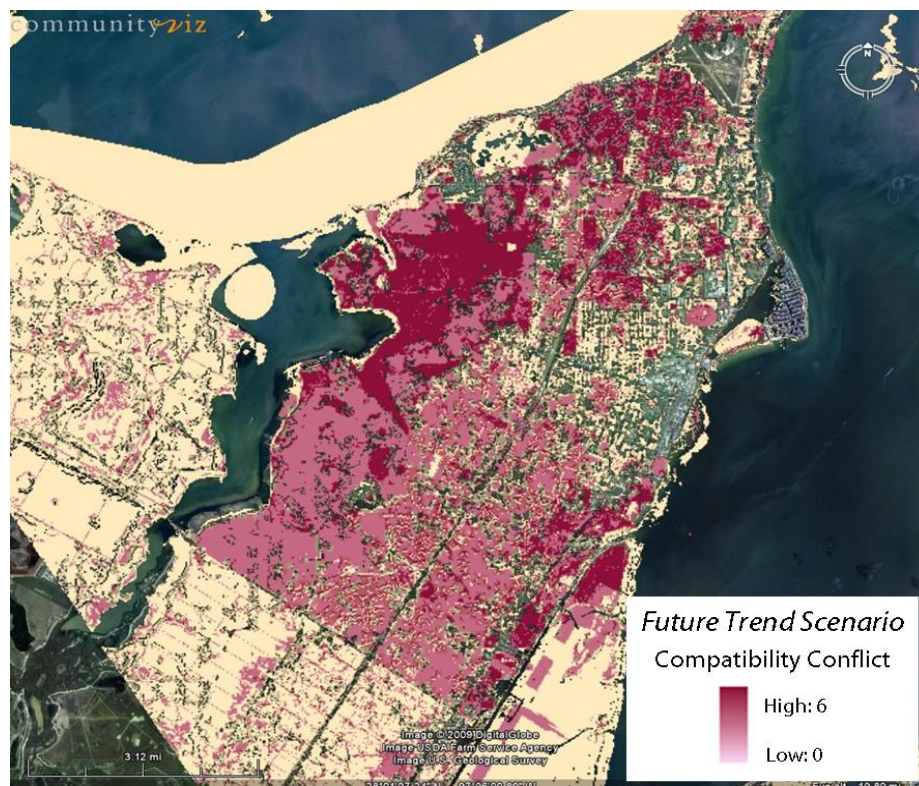 communityviz
N
Future Trend Scenario
Compatibility Conflict
High: 6
Low: 0
3.12 mi
Image © 2009 DigitalGlobe
Image USDA Farm Service Agency
Image U.S. Geological Survey